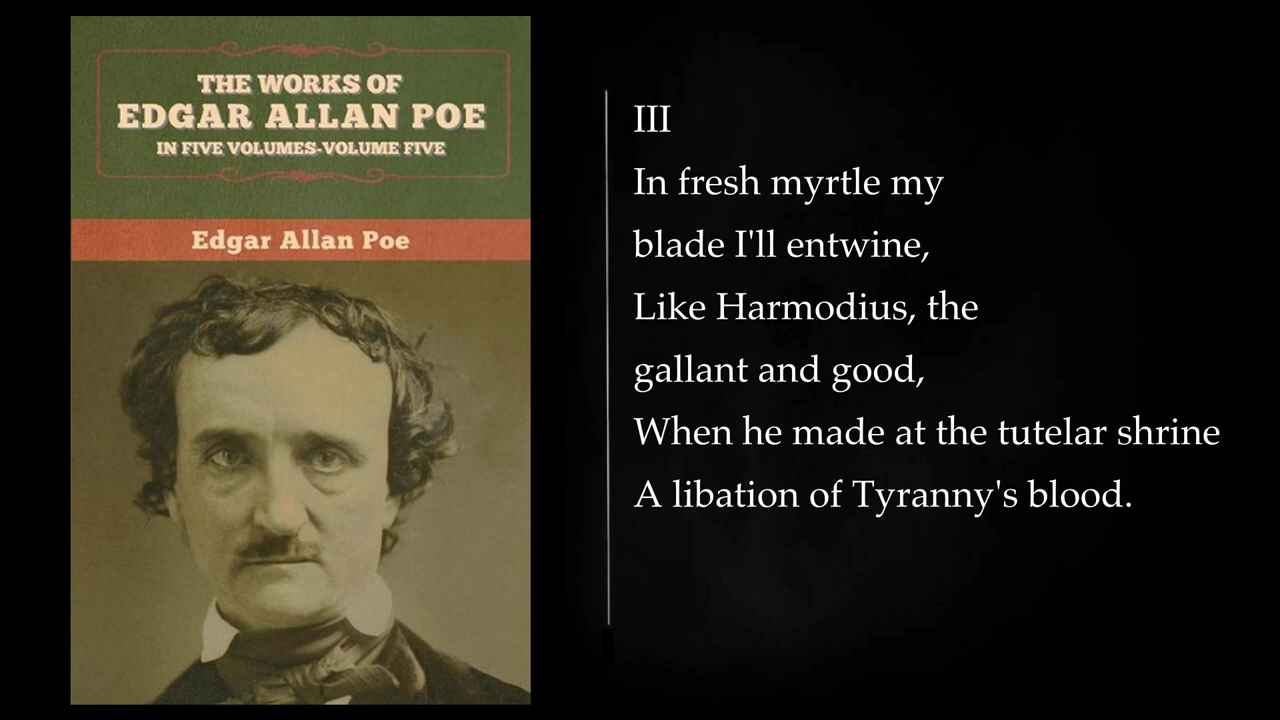 THE WORKS OF
EDGAR ALLAN POE
IN FIVE VOLUMES-VOLUME FIVE
Edgar Allan Poe
III
In fresh myrtle my
blade I'll entwine,
Like Harmodius, the
gallant and good,
When he made at the tutelar shrine
A libation of Tyranny's blood.